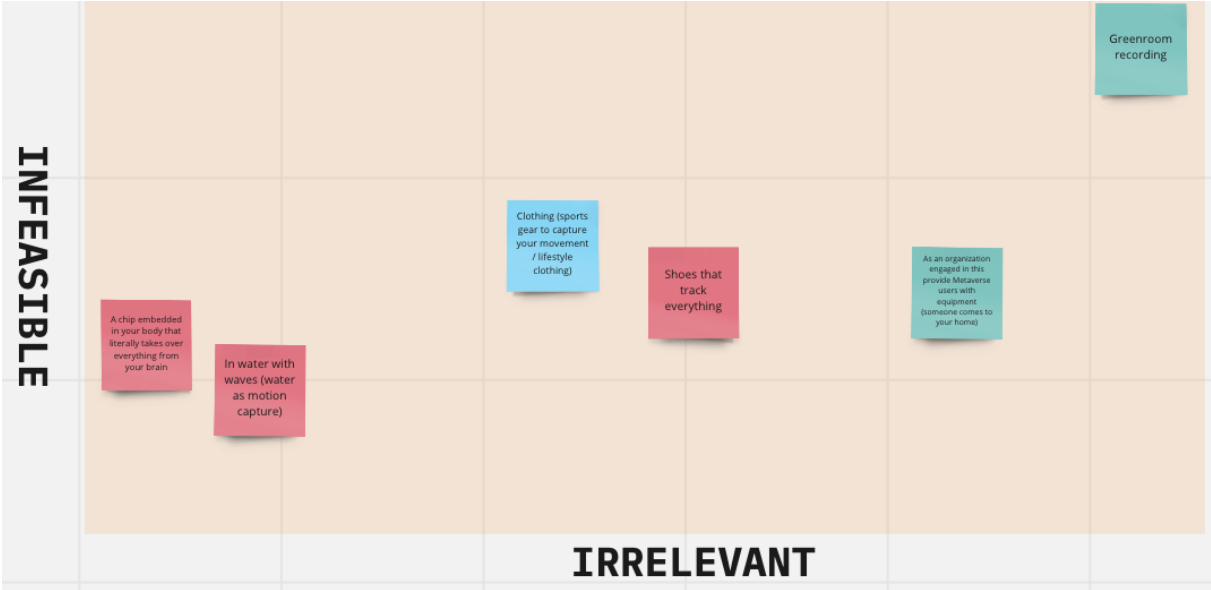 Greenroom
recording
INFEASIBLE
Clothing (sports
gear to capture
your movement
/ lifestyle
clothing)
Shoes that
track
everything
As an organization
engaged in this
provide Metaverse
users with
equipment
(someone comes to
your home)
A chip embedded
in your body that
literally takes over
everything from
your brain
In water with
waves (water
as motion
capture)
IRRELEVANT